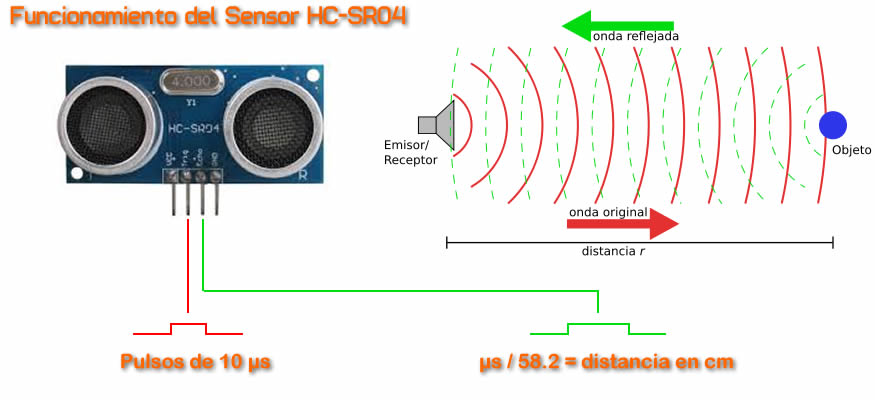 Funcionamiento del Sensor HC-SR04
4.000
Y1
HC-SR04
Vcc
Trig
Echo
GND
T
R
onda reflejada
Emisor/
Receptor
Objeto
onda original
distancia r
Pulsos de 10 µs
µs / 58.2 = distancia en cm